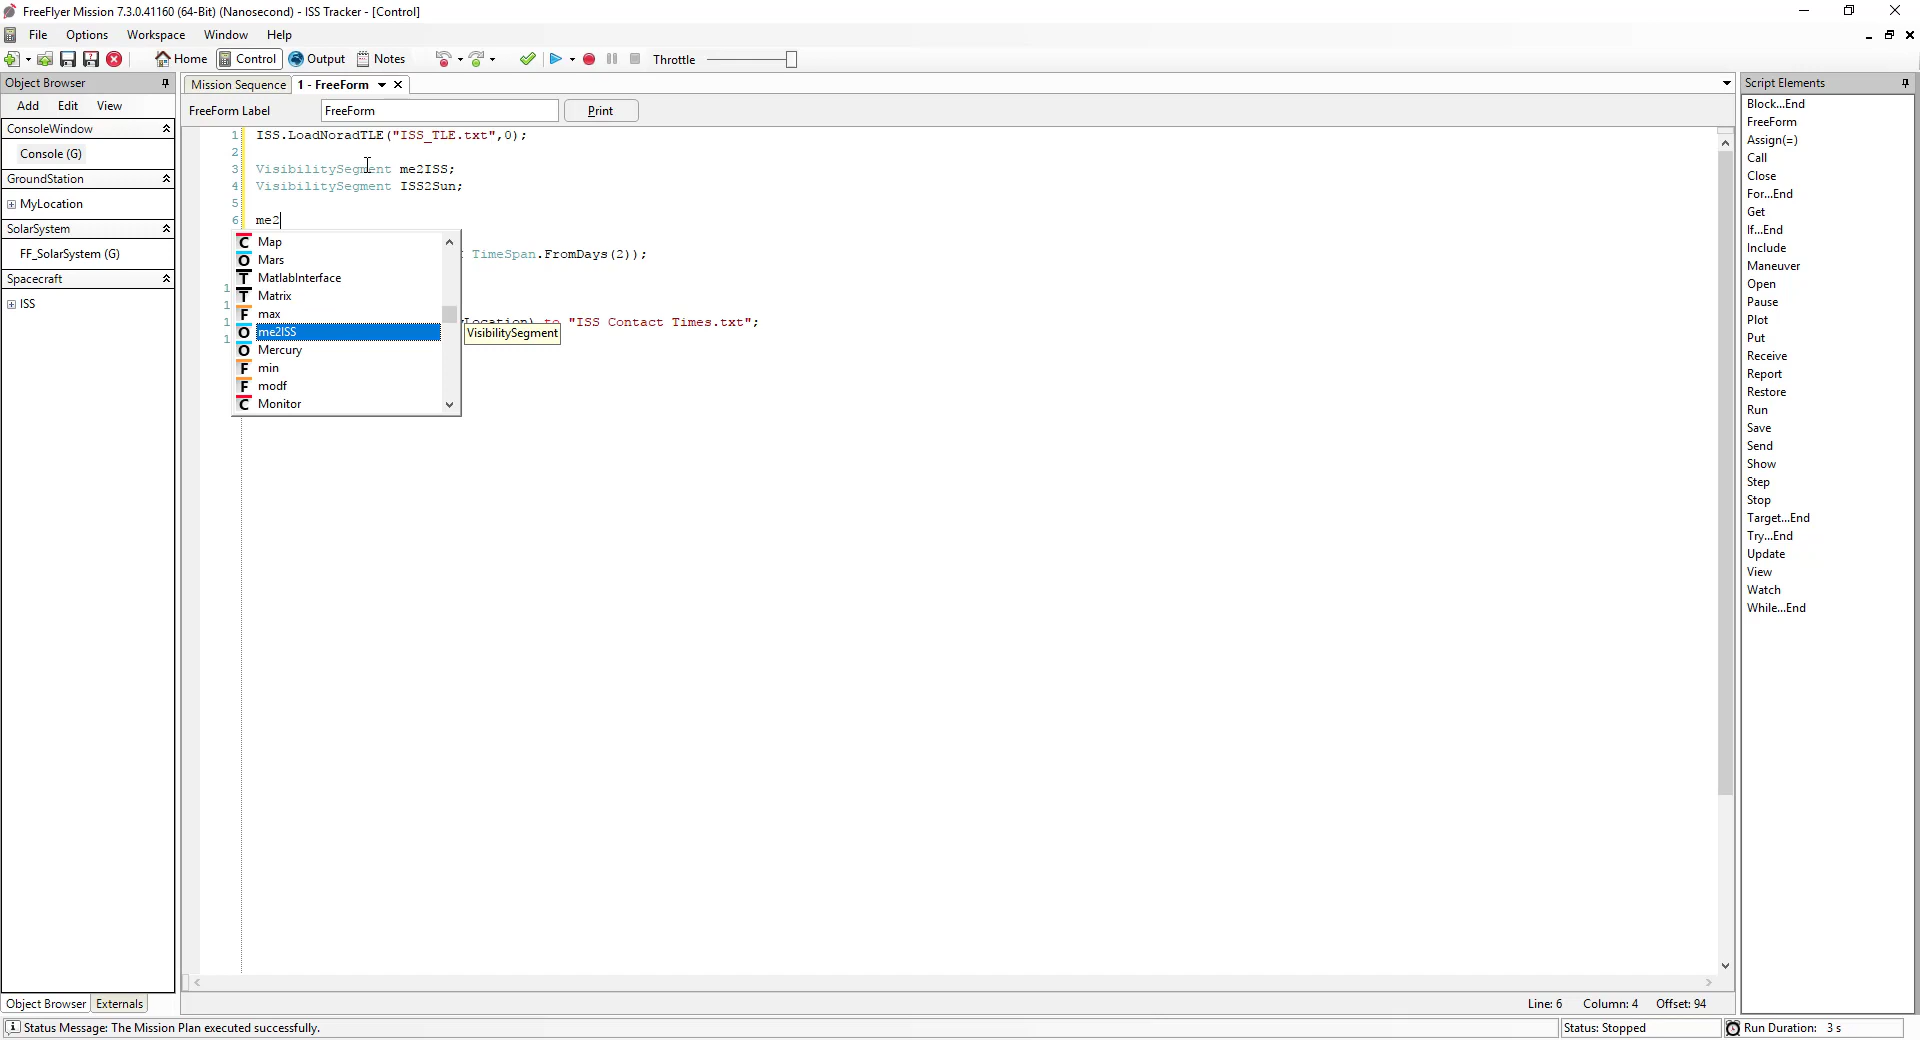 FreeFlyer Mission 7.3.0.41160 (64-Bit) (Nanosecond) - ISS Tracker - [Control]
File Options Workspace Window Help
Home Control Output Notes Throttle
Object Browser
Add Edit View
ConsoleWindow
Console (G)
GroundStation
MyLocation
SolarSystem
FF_SolarSystem (G)
Spacecraft
ISS
Object Browser Externals
Mission Sequence 1 - FreeForm
FreeForm Label FreeForm Print
1 ISS.LoadNoradTLE("ISS_TLE.txt",0);
2
3 VisibilitySegment me2ISS;
4 VisibilitySegment ISS2Sun;
5
6 me2
TimeSpan.FromDays(2));
1
1
1 Location) to "ISS Contact Times.txt";
1
C Map
O Mars
T MatlabInterface
T Matrix
F max
O me2ISS
VisibilitySegment
O Mercury
F min
F modf
C Monitor
Line: 6 Column: 4 Offset: 94
Script Elements
Block...End
FreeForm
Assign(=)
Call
Close
For...End
Get
If...End
Include
Maneuver
Open
Pause
Plot
Put
Receive
Report
Restore
Run
Save
Send
Show
Step
Stop
Target...End
Try...End
Update
View
Watch
While...End
Status Message: The Mission Plan executed successfully. Status: Stopped Run Duration: 3 s